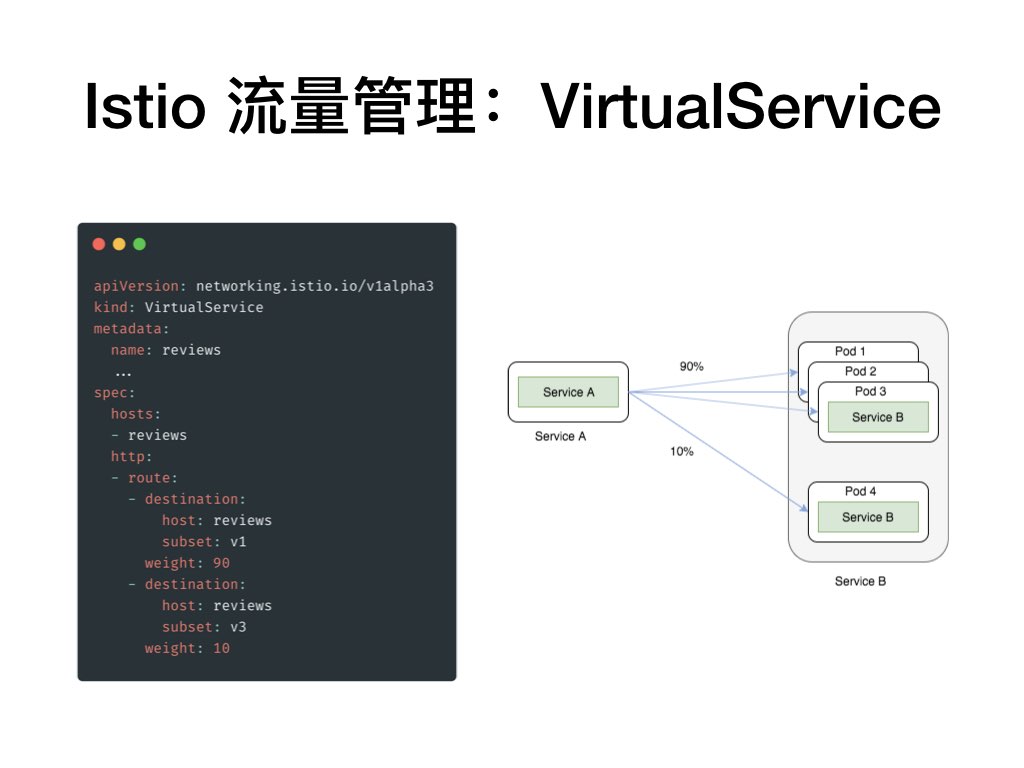 Istio 流量管理：VirtualService
apiVersion: networking.istio.io/v1alpha3
kind: VirtualService
metadata:
  name: reviews
  ...
spec:
  hosts:
  - reviews
  http:
  - route:
    - destination:
        host: reviews
        subset: v1
      weight: 90
    - destination:
        host: reviews
        subset: v3
      weight: 10
Service A
Service A
90%
10%
Pod 1
Pod 2
Pod 3
Service B
Pod 4
Service B
Service B